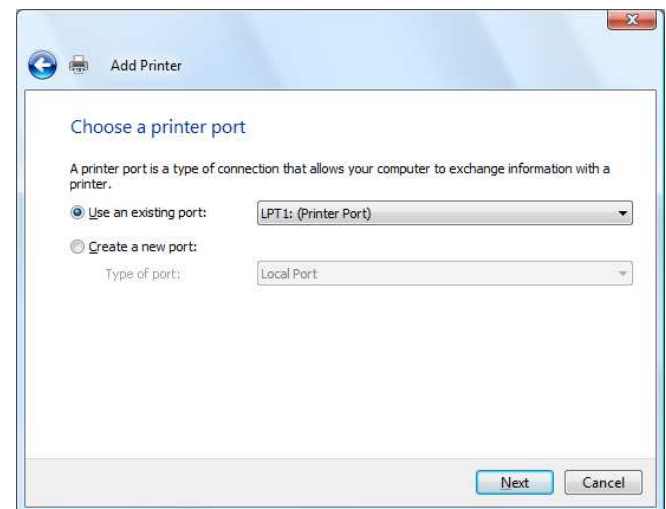 Add Printer
Choose a printer port
A printer port is a type of connection that allows your computer to exchange information with a
printer.
Use an existing port: LPT1: (Printer Port)
Create a new port:
Type of port: Local Port
Next Cancel